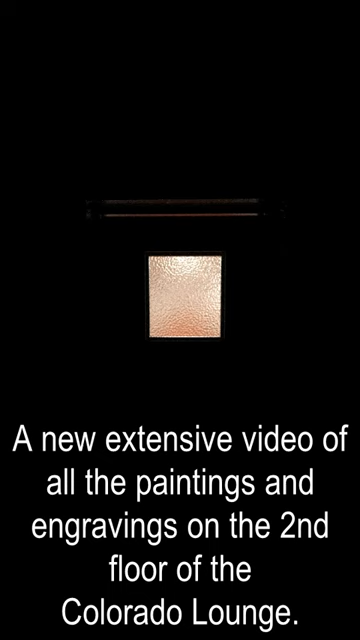 A new extensive video of
all the paintings and
engravings on the 2nd
floor of the
Colorado Lounge.